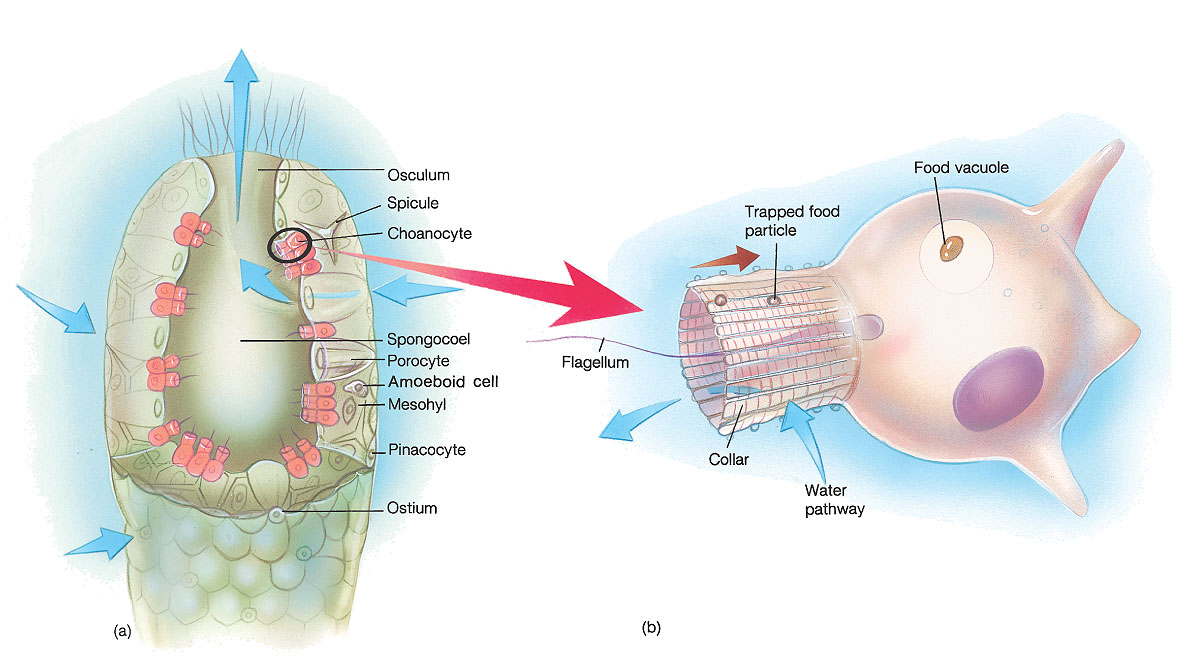 Osculum
Spicule
Choanocyte
Spongocoel
Porocyte
Amoeboid cell
Mesohyl
Pinacocyte
Ostium
(a)
Food vacuole
Trapped food
particle
Flagellum
Collar
Water
pathway
(b)